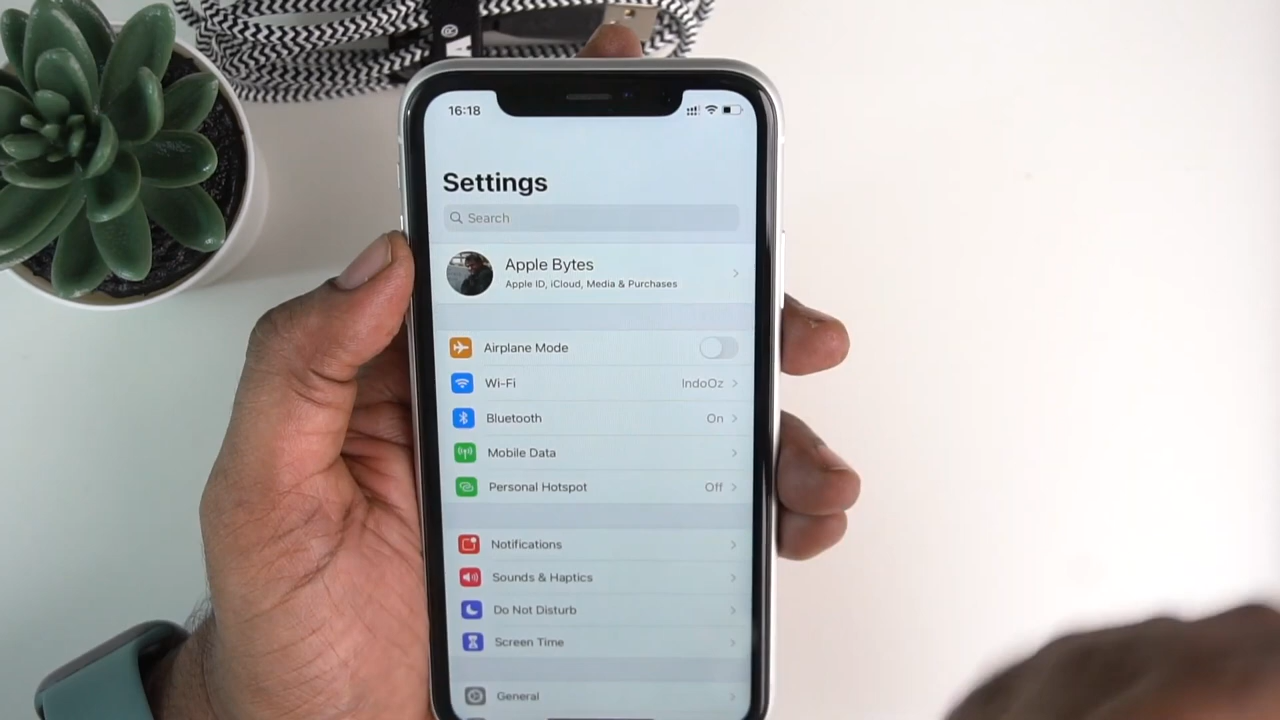 16:18
Settings
Search
Apple Bytes
Apple ID, iCloud, Media & Purchases
Airplane Mode
Wi-Fi IndoOz
Bluetooth On
Mobile Data
Personal Hotspot Off
Notifications
Sounds & Haptics
Do Not Disturb
Screen Time
General